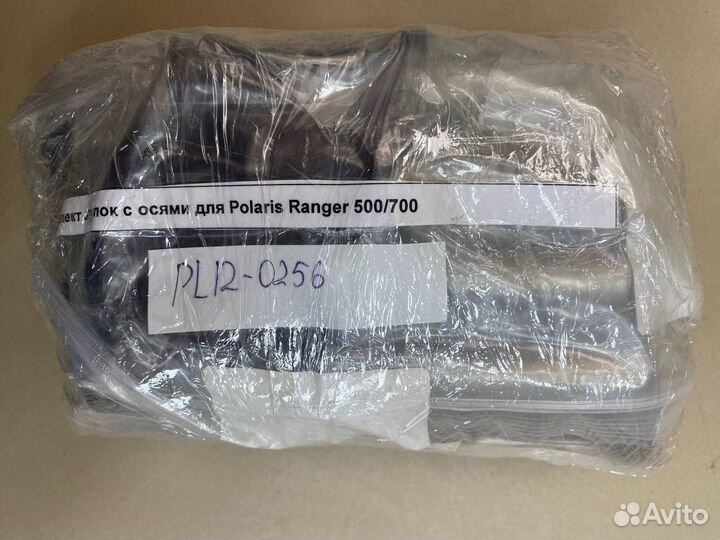 с осями для Polaris Ranger 500/700
PL12-0256
Avito